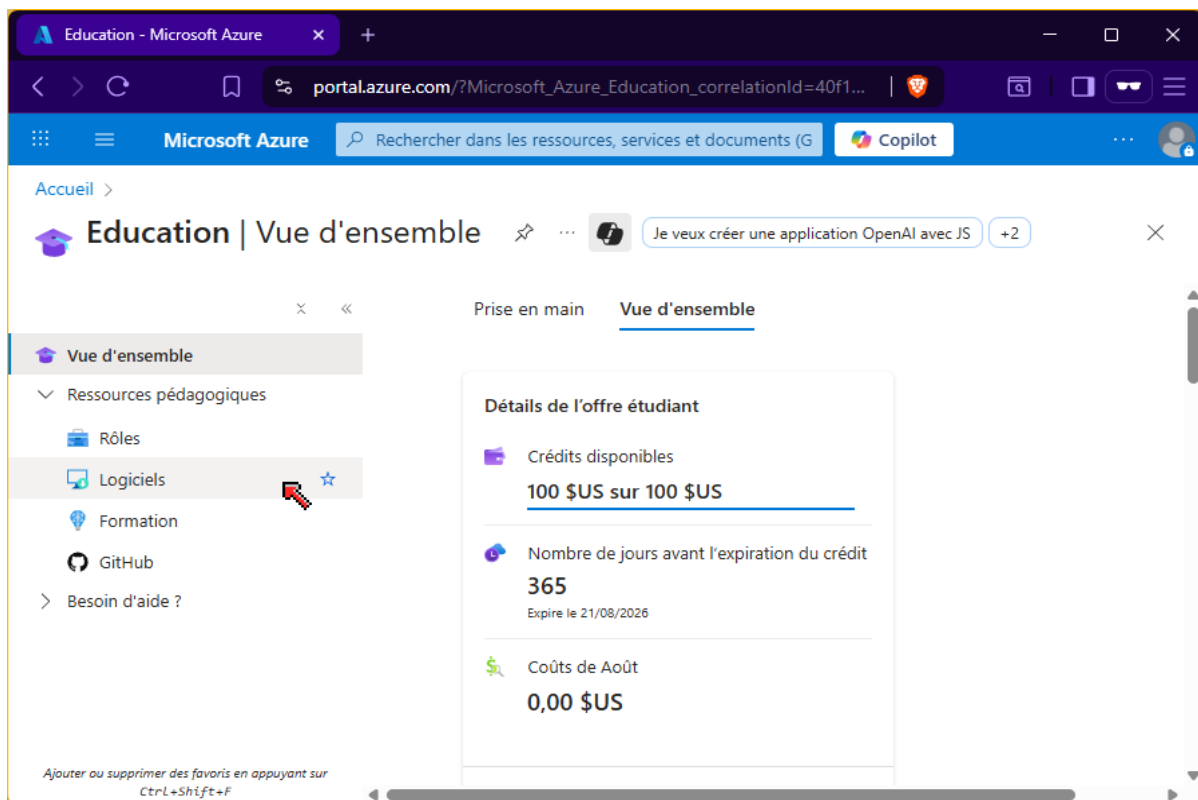 Education - Microsoft Azure
portal.azure.com/?Microsoft_Azure_Education_correlationId=40f1...
Microsoft Azure
Rechercher dans les ressources, services et documents (G
Copilot
...
Accueil >
Education | Vue d'ensemble
...
Je veux créer une application OpenAI avec JS
+2
Prise en main
Vue d'ensemble
Vue d'ensemble
Ressources pédagogiques
Rôles
Logiciels
Formation
GitHub
Besoin d'aide ?
Ajouter ou supprimer des favoris en appuyant sur
Ctrl+Shift+F
Détails de l’offre étudiant
Crédits disponibles
100 $US sur 100 $US
Nombre de jours avant l’expiration du crédit
365
Expire le 21/08/2026
Coûts de Août
0,00 $US